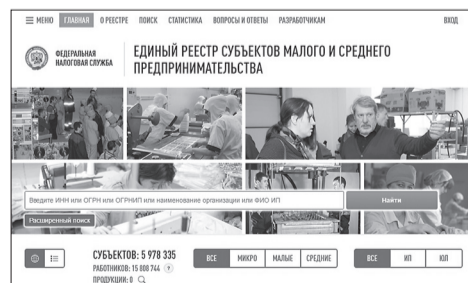 МЕНЮ ГЛАВНАЯ О РЕЕСТРЕ ПОИСК СТАТИСТИКА ВОПРОСЫ И ОТВЕТЫ РАЗРАБОТЧИКАМ ВХОД
ФЕДЕРАЛЬНАЯ
НАЛОГОВАЯ СЛУЖБА
ЕДИНЫЙ РЕЕСТР СУБЪЕКТОВ МАЛОГО И СРЕДНЕГО
ПРЕДПРИНИМАТЕЛЬСТВА
Введите ИНН или ОГРН или ОГРНИП или наименование организации или ФИО ИП Найти
Расширенный поиск
СУБЪЕКТОВ: 5 978 335
РАБОТНИКОВ: 15 808 744 ?
ПРОДУКЦИИ: 0
ВСЕ МИКРО МАЛЫЕ СРЕДНИЕ ВСЕ ИП ЮЛ